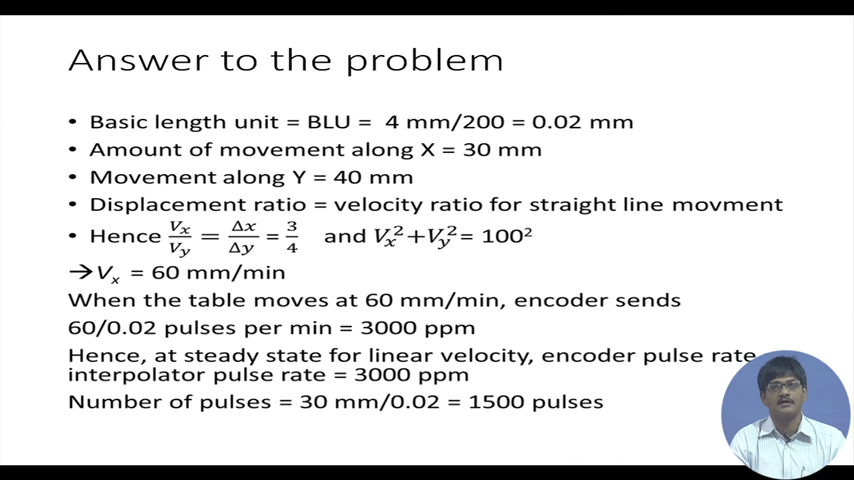 Answer to the problem
• Basic length unit = BLU = 4 mm/200 = 0.02 mm
• Amount of movement along X = 30 mm
• Movement along Y = 40 mm
• Displacement ratio = velocity ratio for straight line movment
• Hence Vx/Vy = Δx/Δy = 3/4 and Vx²+Vy²= 100²
→Vx = 60 mm/min
When the table moves at 60 mm/min, encoder sends
60/0.02 pulses per min = 3000 ppm
Hence, at steady state for linear velocity, encoder pulse rate
interpolator pulse rate = 3000 ppm
Number of pulses = 30 mm/0.02 = 1500 pulses